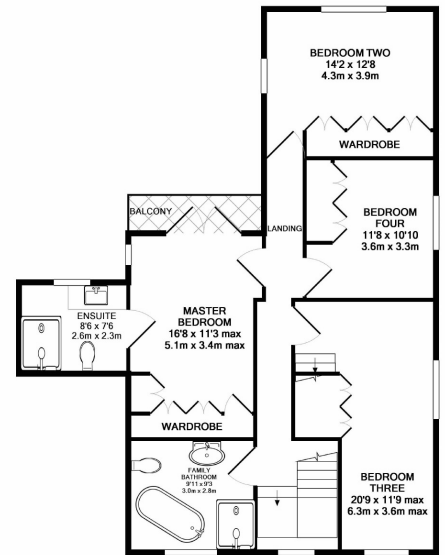 BEDROOM TWO
14'2 x 12'8
4.3m x 3.9m
WARDROBE
BALCONY
LANDING
BEDROOM
FOUR
11'8 x 10'10
3.6m x 3.3m
ENSUITE
8'6 x 7'6
2.6m x 2.3m
MASTER
BEDROOM
16'8 x 11'3 max
5.1m x 3.4m max
WARDROBE
FAMILY
BATHROOM
9'11 x 9'3
3.0m x 2.8m
BEDROOM
THREE
20'9 x 11'9 max
6.3m x 3.6m max